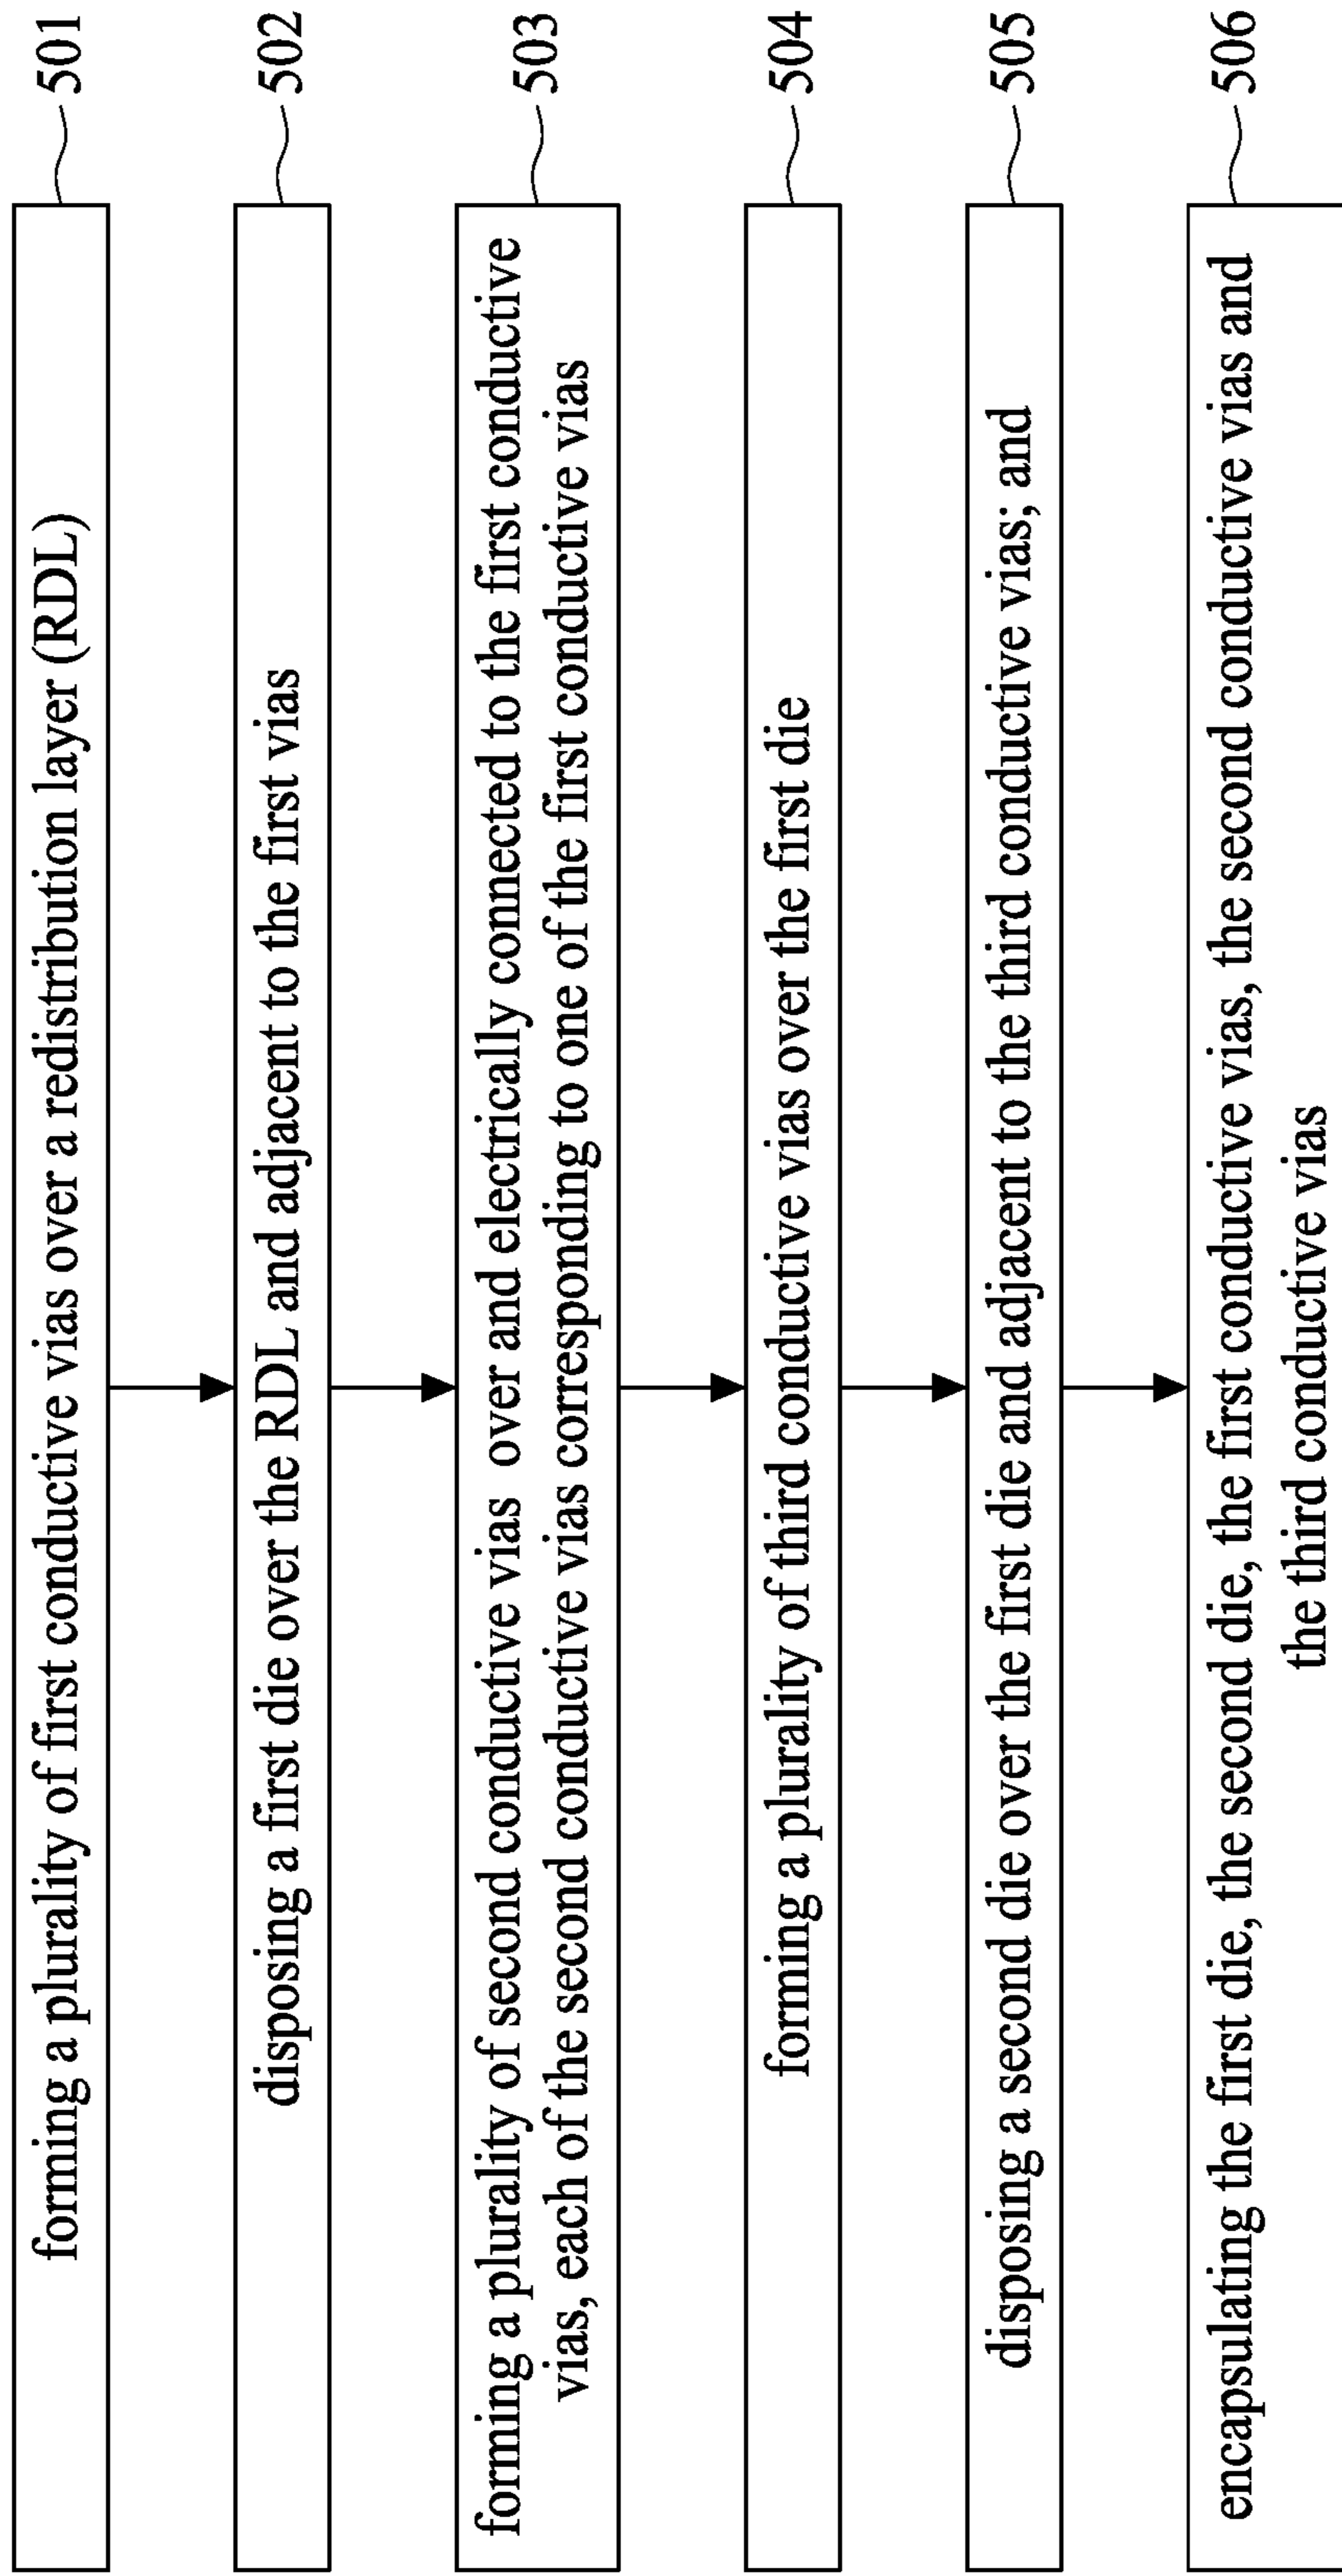 forming a plurality of first conductive vias over a redistribution layer (RDL)
501
disposing a first die over the RDL and adjacent to the first vias
502
forming a plurality of second conductive vias over and electrically connected to the first conductive
vias, each of the second conductive vias corresponding to one of the first conductive vias
503
forming a plurality of third conductive vias over the first die
504
disposing a second die over the first die and adjacent to the third conductive vias; and
505
encapsulating the first die, the second die, the first conductive vias, the second conductive vias and
the third conductive vias
506